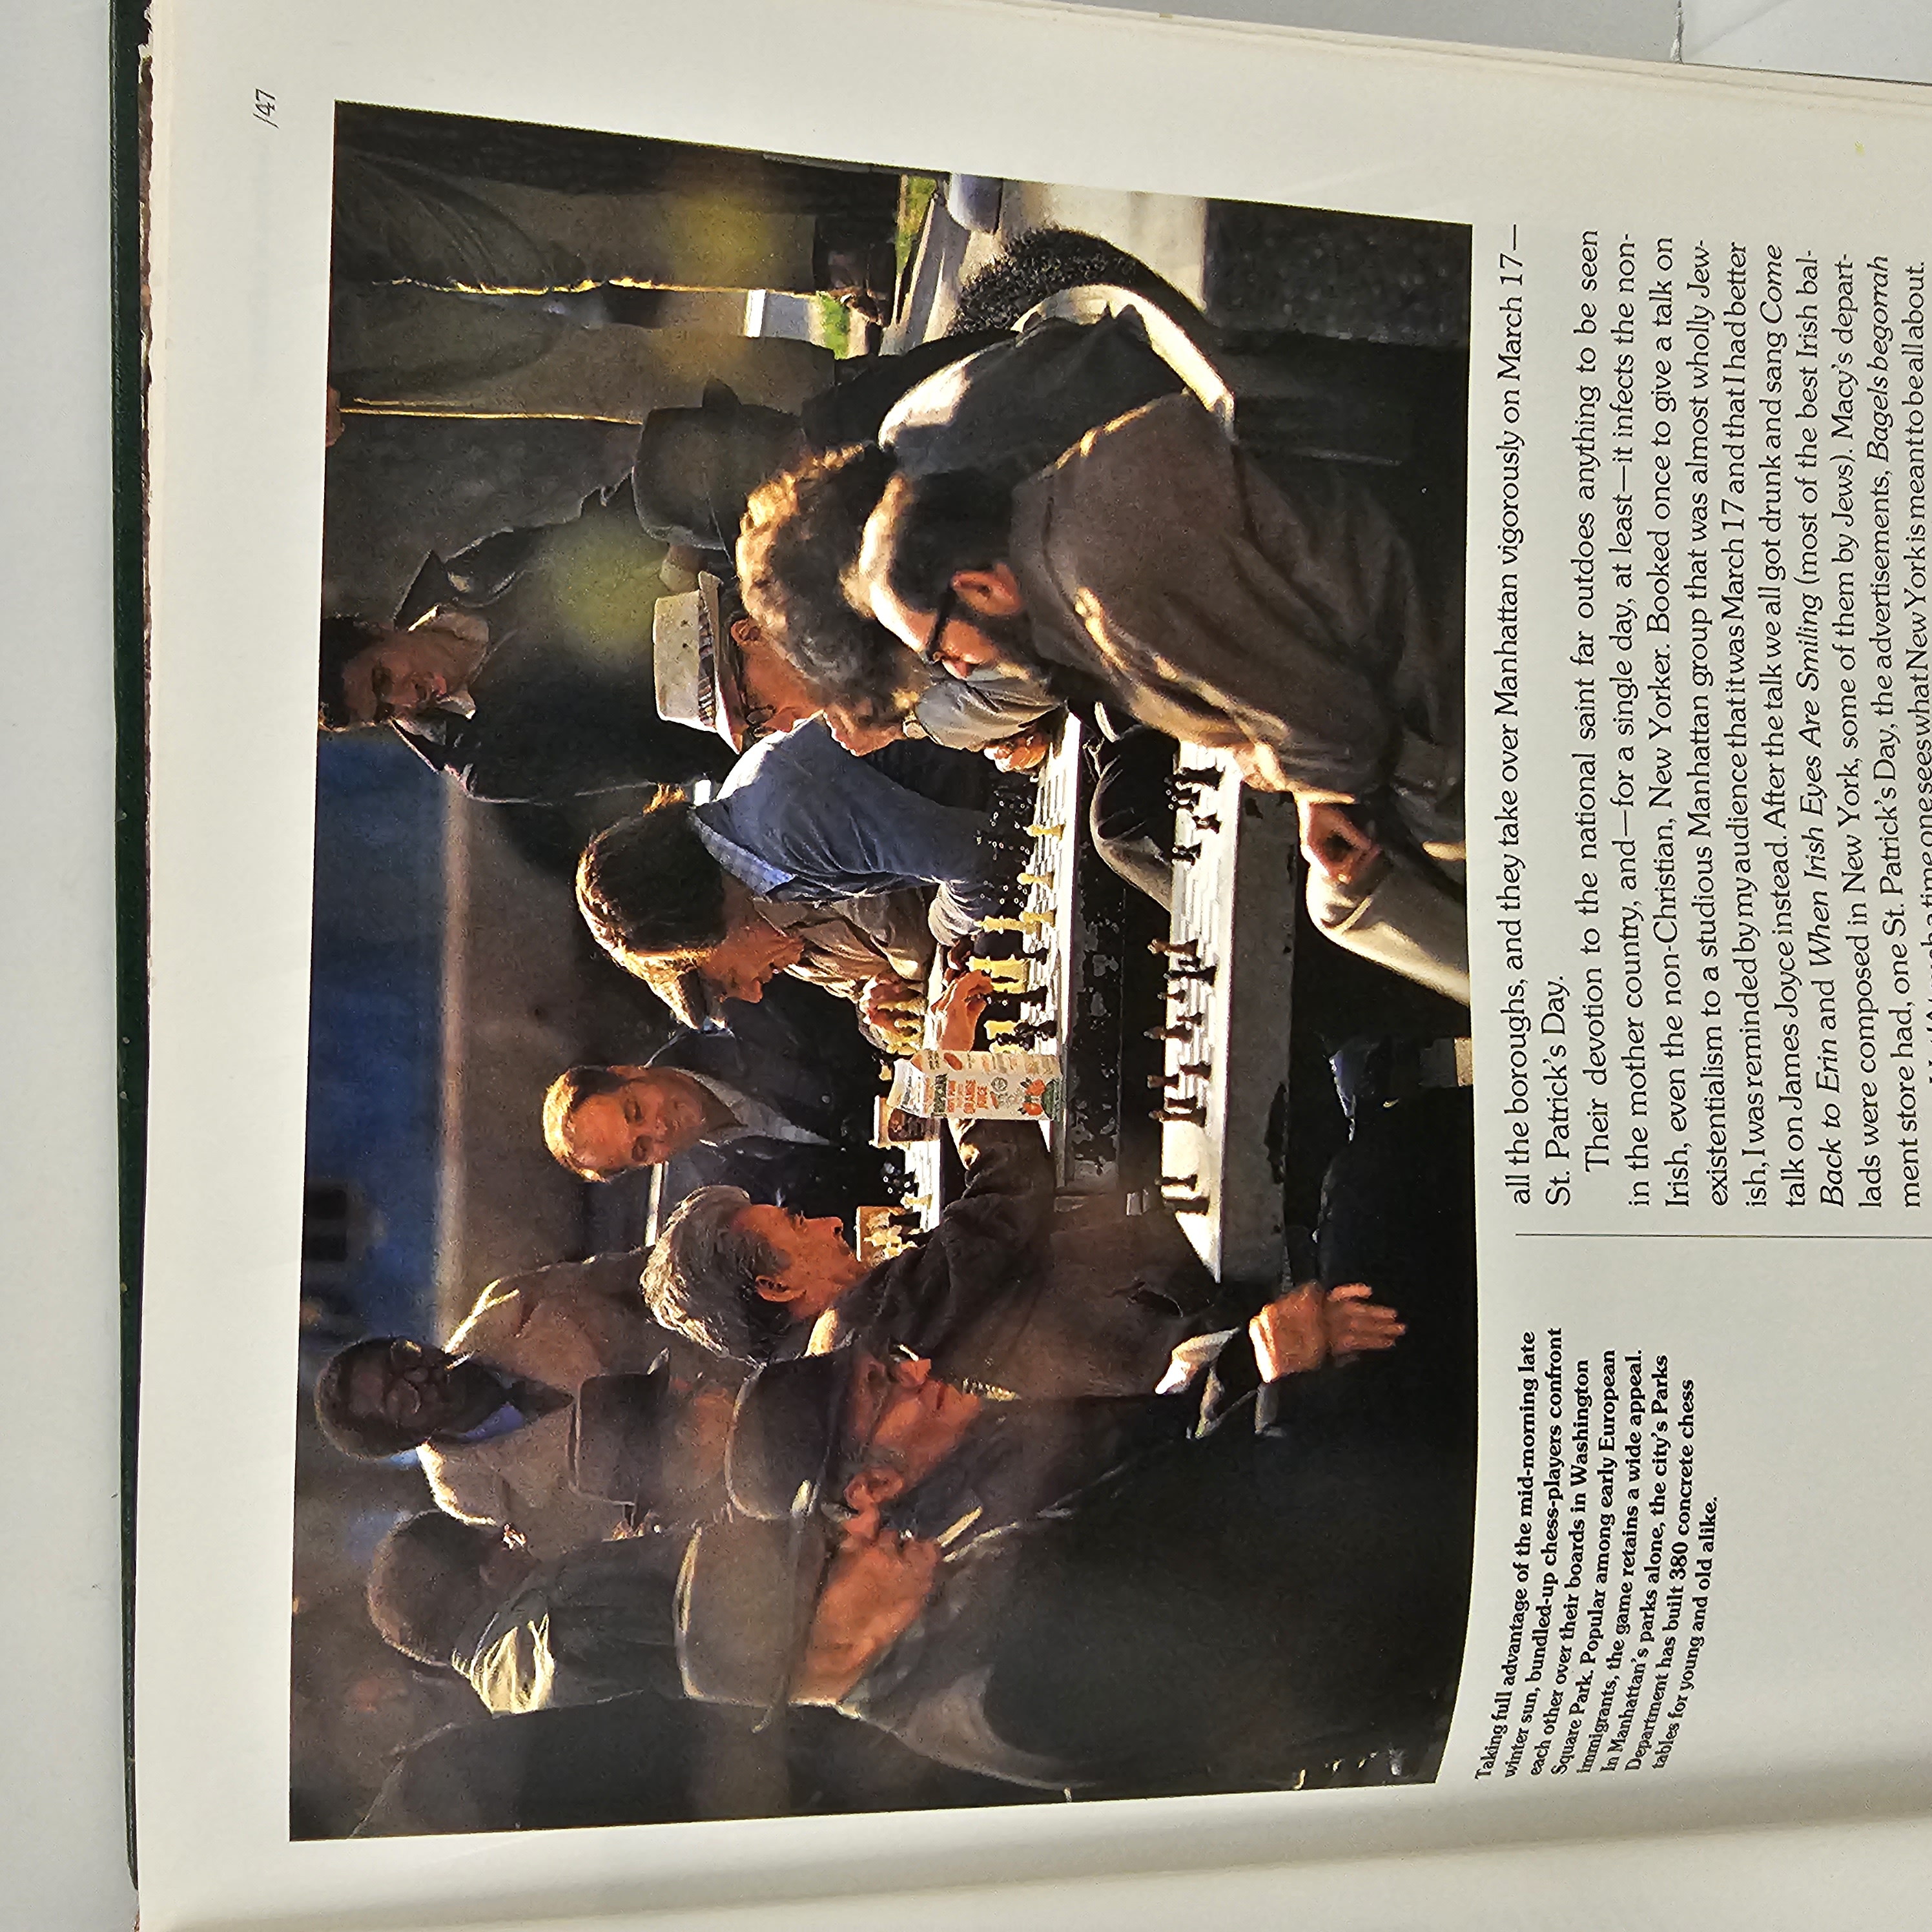 /47
TROPICANA
100% PURE
ORANGE
JUICE
Taking full advantage of the mid-morning late
winter sun, bundled-up chess-players confront
each other over their boards in Washington
Square Park. Popular among early European
immigrants, the game retains a wide appeal.
In Manhattan's parks alone, the city's Parks
Department has built 380 concrete chess
tables for young and old alike.
all the boroughs, and they take over Manhattan vigorously on March 17—
St. Patrick's Day.
Their devotion to the national saint far outdoes anything to be seen
in the mother country, and—for a single day, at least—it infects the non-
Irish, even the non-Christian, New Yorker. Booked once to give a talk on
existentialism to a studious Manhattan group that was almost wholly Jew-
ish, I was reminded by my audience that it was March 17 and that I had better
talk on James Joyce instead. After the talk we all got drunk and sang Come
Back to Erin and When Irish Eyes Are Smiling (most of the best Irish bal-
lads were composed in New York, some of them by Jews). Macy's depart-
ment store had, one St. Patrick's Day, the advertisements, Bagels begorrah
a time one sees what New York is meant to be all about.